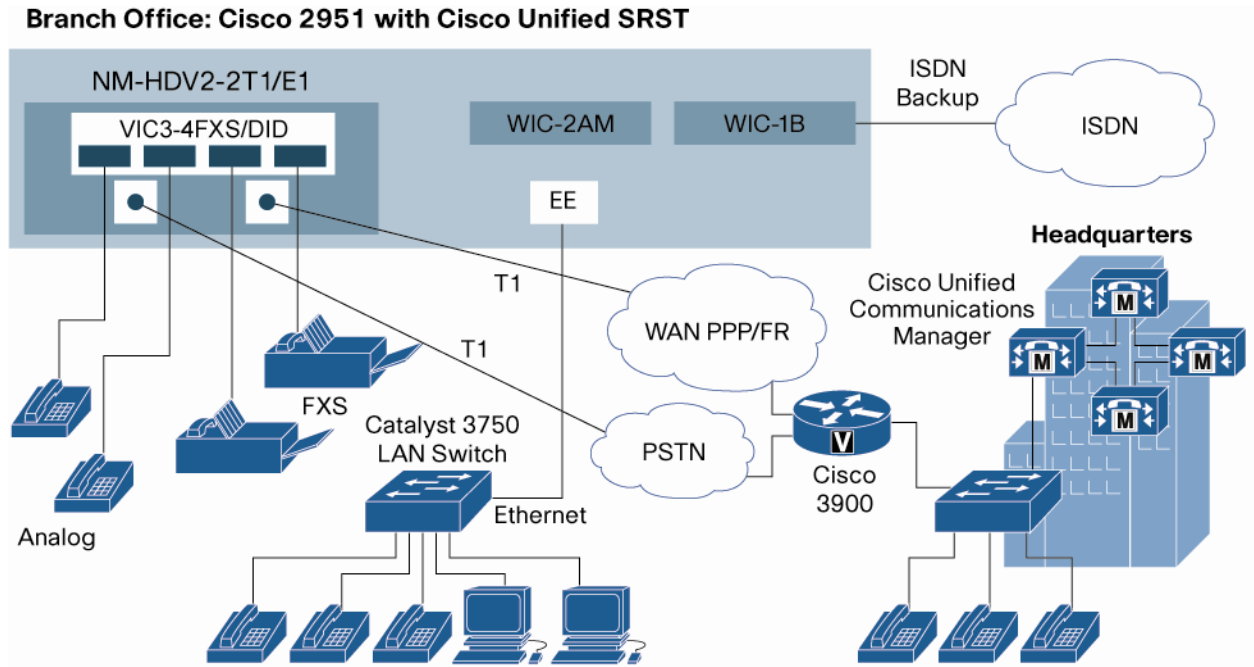 Branch Office: Cisco 2951 with Cisco Unified SRST
NM-HDV2-2T1/E1
VIC3-4FXS/DID
WIC-2AM
WIC-1B
ISDN
Backup
ISDN
EE
Headquarters
T1
WAN PPP/FR
Cisco Unified
Communications
Manager
M
M
M
M
T1
FXS
Catalyst 3750
LAN Switch
PSTN
V
Cisco
3900
Ethernet
Analog